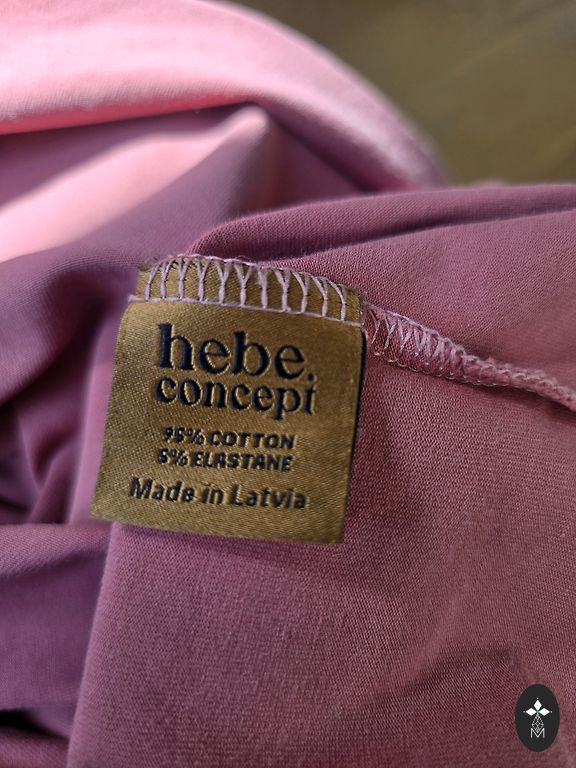 hebe.
concept
95% COTTON
5% ELASTANE
Made in Latvia
M